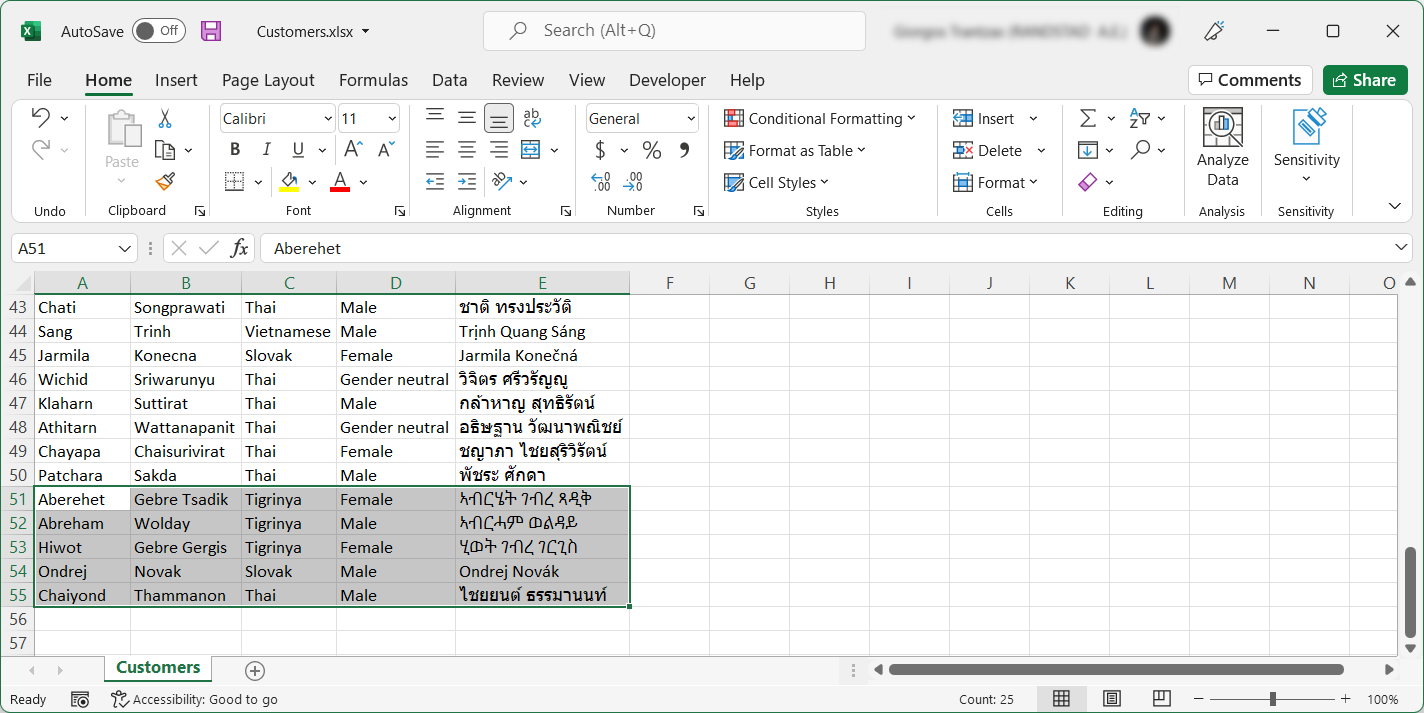 AutoSave Off Customers.xlsx Search (Alt+Q)
File Home Insert Page Layout Formulas Data Review View Developer Help Comments Share
Calibri 11 General Conditional Formatting Insert
Paste B I U A A $ % Format as Table Delete Analyze Data Sensitivity
A Cell Styles Format
Undo Clipboard Font Alignment Number Styles Cells Editing Analysis Sensitivity
A51 fx Aberehet
A B C D E F G H I J K L M N O
43 Chati Songprawati Thai Male ชาติ ทรงประวัติ
44 Sang Trinh Vietnamese Male Trịnh Quang Sáng
45 Jarmila Konecna Slovak Female Jarmila Konečná
46 Wichid Sriwarunyu Thai Gender neutral วิจิตร ศรีวรัญญู
47 Klaharn Suttirat Thai Male กล้าหาญ สุทธิรัตน์
48 Athitarn Wattanapanit Thai Gender neutral อธิษฐาน วัฒนาพณิชย์
49 Chayapa Chaisurivirat Thai Female ชญาภา ไชยสุริวิรัตน์
50 Patchara Sakda Thai Male พัชระ ศักดา
51 Aberehet Gebre Tsadik Tigrinya Female ኣብርሄት ገብረ ጻዲቅ
52 Abreham Wolday Tigrinya Male ኣብርሓም ወልዳይ
53 Hiwot Gebre Gergis Tigrinya Female ሂወት ገብረ ገርጊስ
54 Ondrej Novak Slovak Male Ondrej Novák
55 Chaiyond Thammanon Thai Male ไชยยนต์ ธรรมานนท์
56
57
Customers
Ready Accessibility: Good to go Count: 25 100%